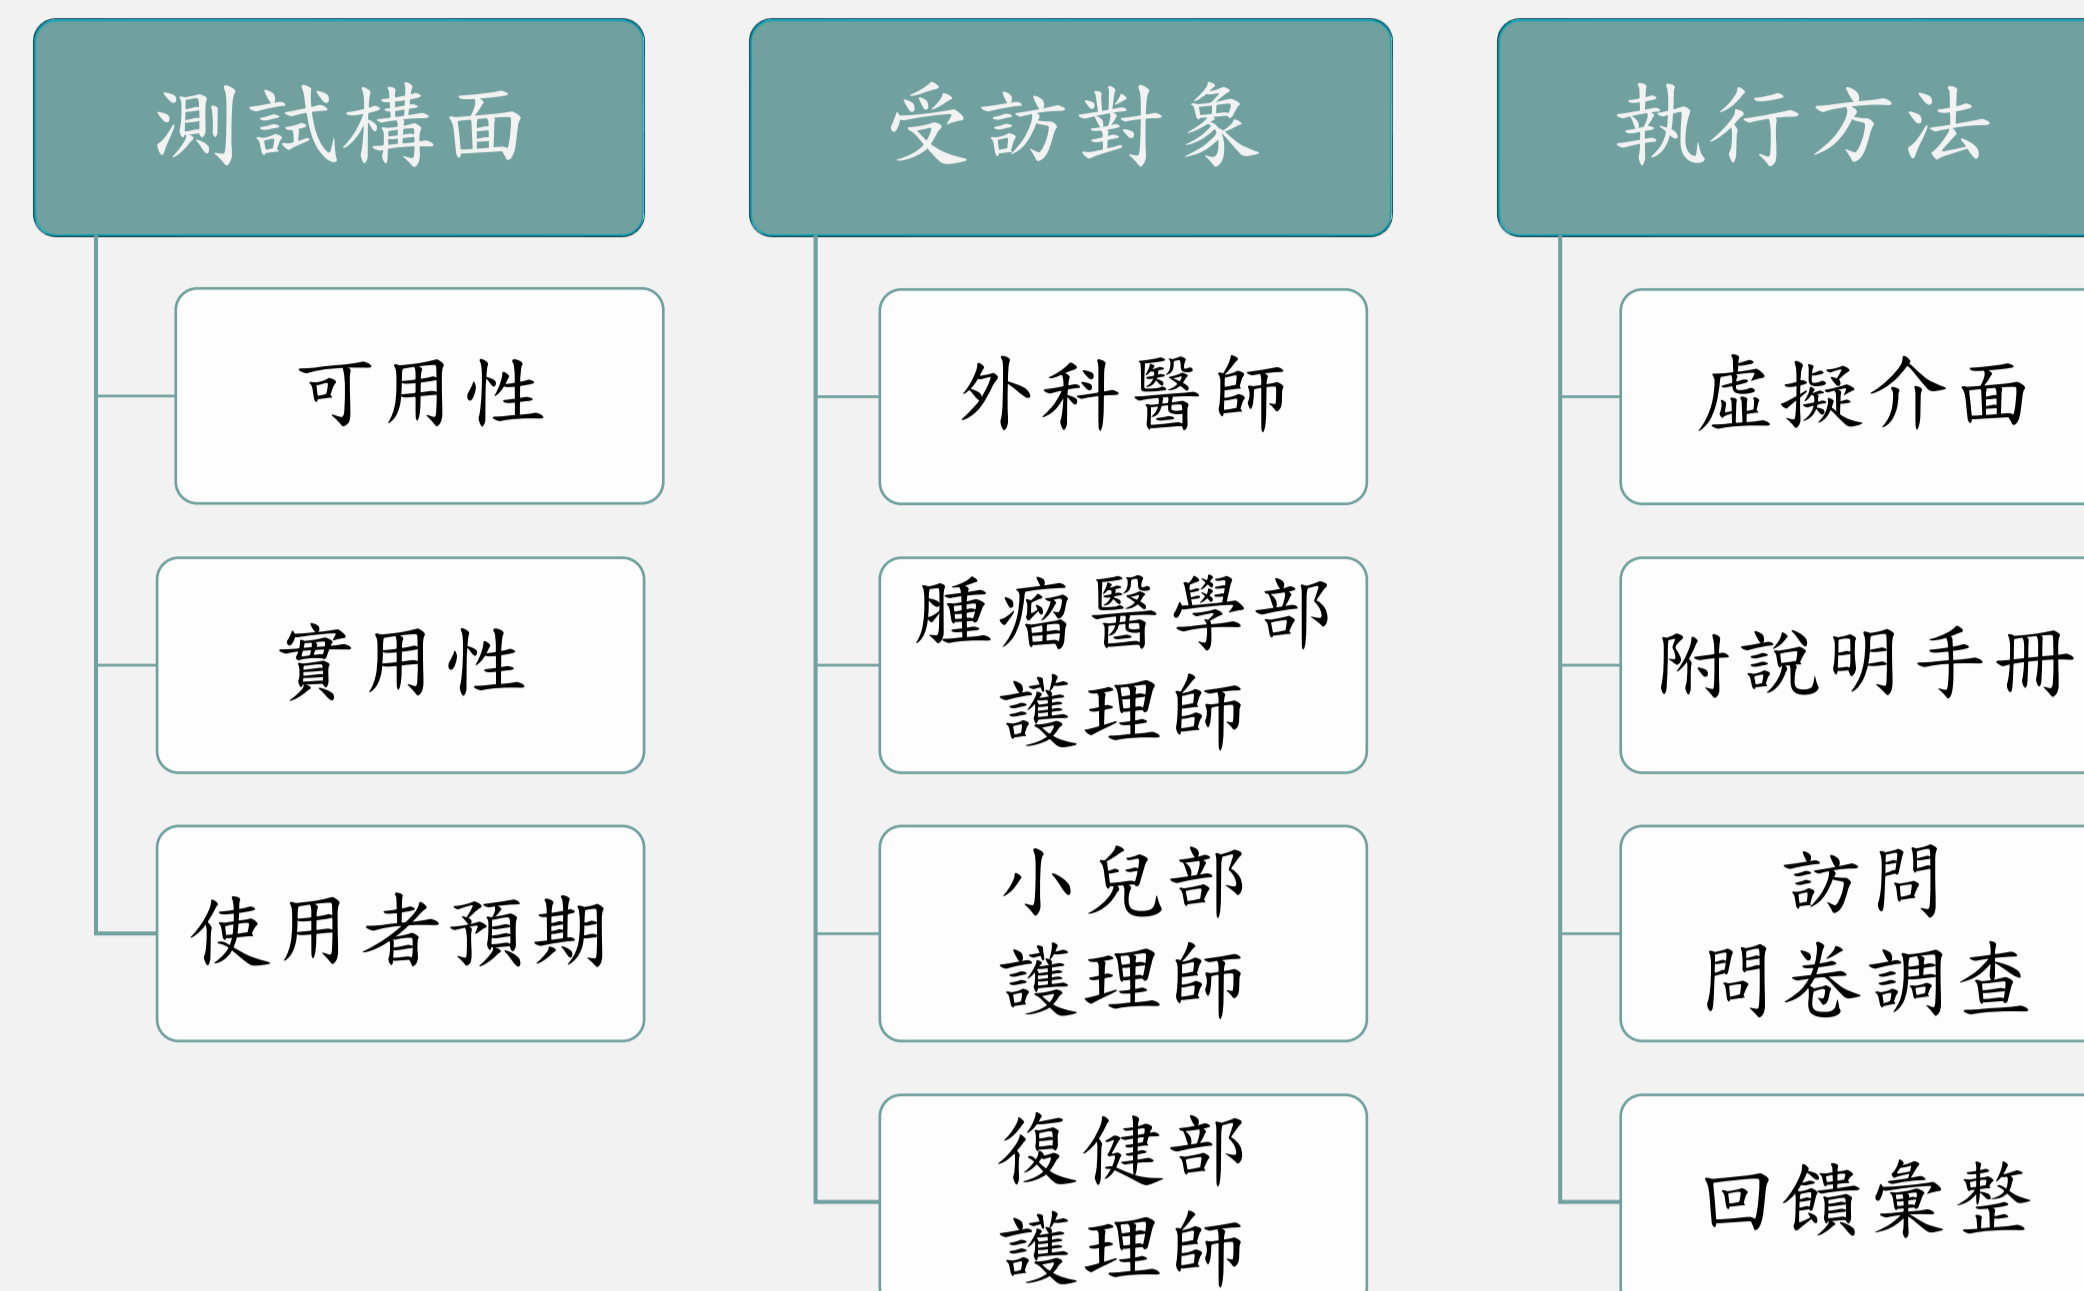 測試構面
可用性
實用性
使用者預期
受訪對象
外科醫師
腫瘤醫學部
護理師
小兒部
護理師
復健部
護理師
執行方法
虛擬介面
附說明手冊
訪問
問卷調查
回饋彙整